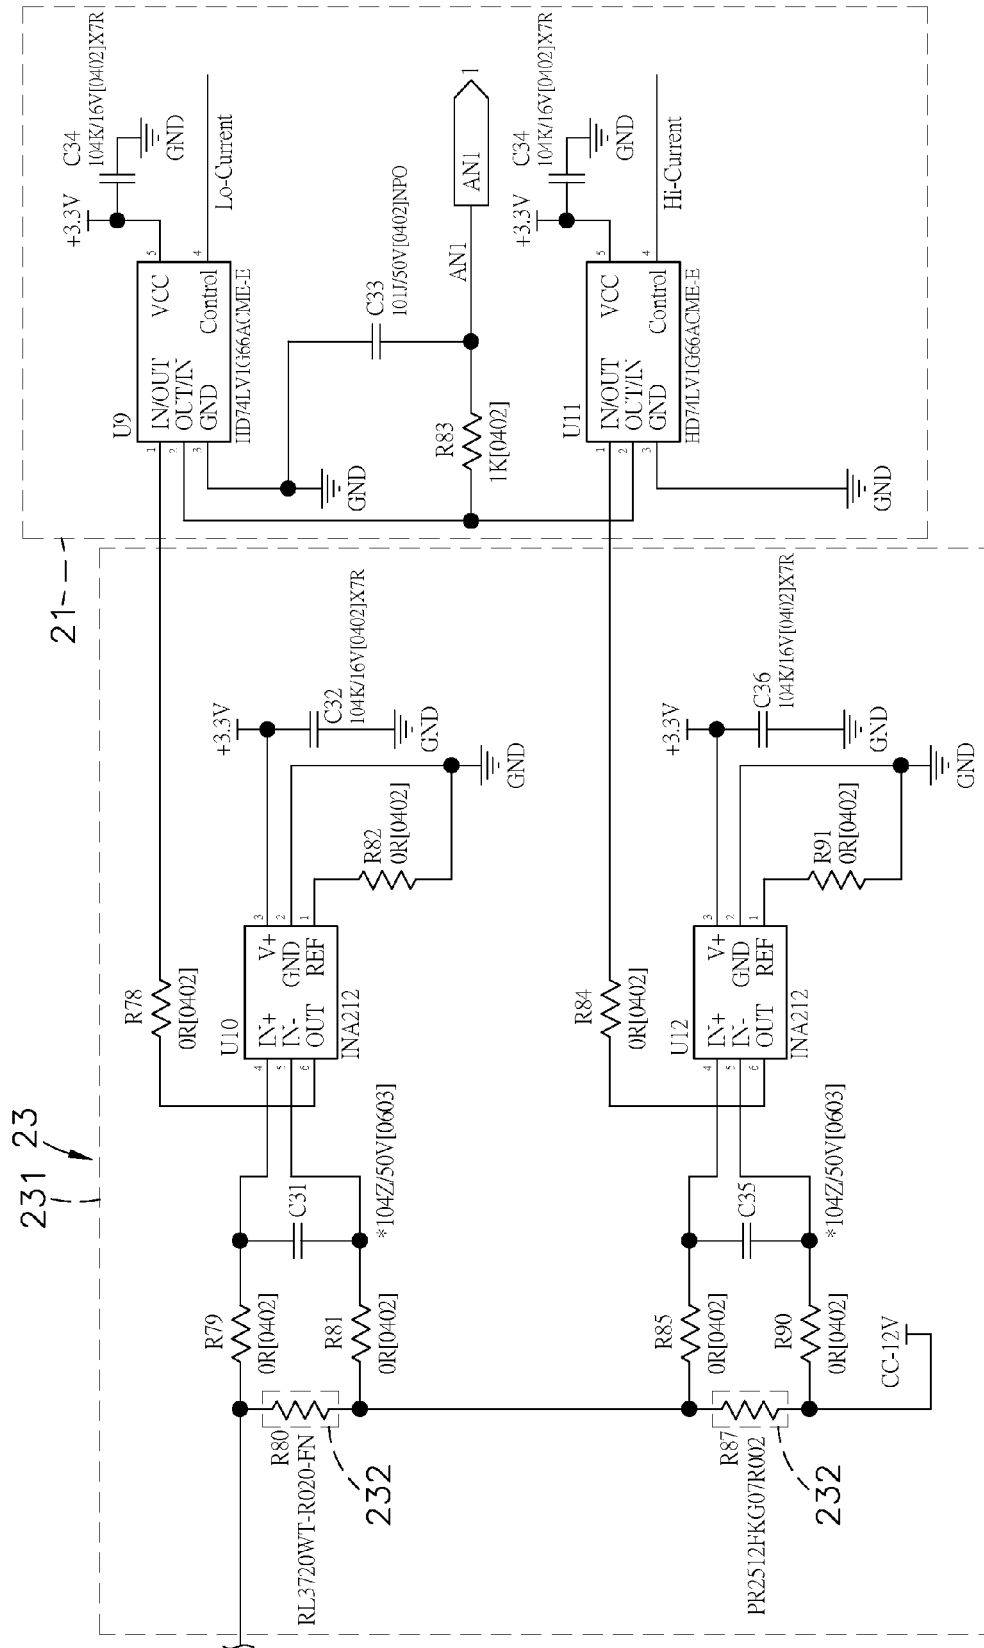 +3.3V
C34
104K/16V[0402]X7R
GND
Lo-Current
U9
VCC
IN/OUT
OUT/IN
GND
Control
HD74LV1G66ACME-E
1
2
3
4
5
C33
101J/50V[0402]NPO
AN1
AN1
1
R83
1K[0402]
GND
+3.3V
C34
104K/16V[0402]X7R
GND
Hi-Current
U11
VCC
IN/OUT
OUT/IN
GND
Control
HD74LV1G66ACME-E
1
2
3
4
5
GND
21
23
231
R78
0R[0402]
+3.3V
C32
104K/16V[0402]X7R
GND
GND
R82
0R[0402]
U10
IN+
IN-
OUT
V+
GND
REF
INA212
4
5
6
3
2
1
R79
0R[0402]
C31
*104Z/50V[0603]
R81
0R[0402]
R80
RL3720WT-R020-FN
232
R84
0R[0402]
+3.3V
C36
104K/16V[0402]X7R
GND
GND
R91
0R[0402]
U12
IN+
IN-
OUT
V+
GND
REF
INA212
4
5
6
3
2
1
R85
0R[0402]
C35
*104Z/50V[0603]
R90
0R[0402]
R87
PR2512FKG07R002
232
CC-12V